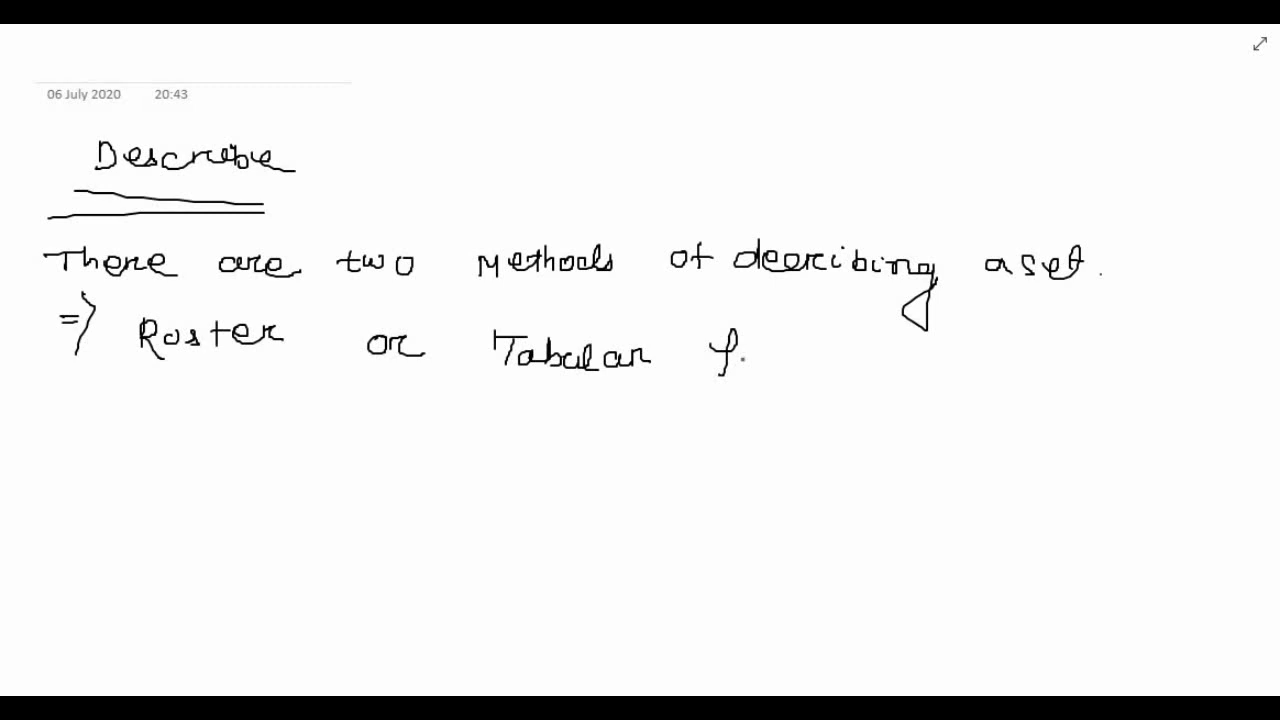 06 July 2020 20:43
Describe
There are two Methods of describing a set.
=> Roster or Tabular f